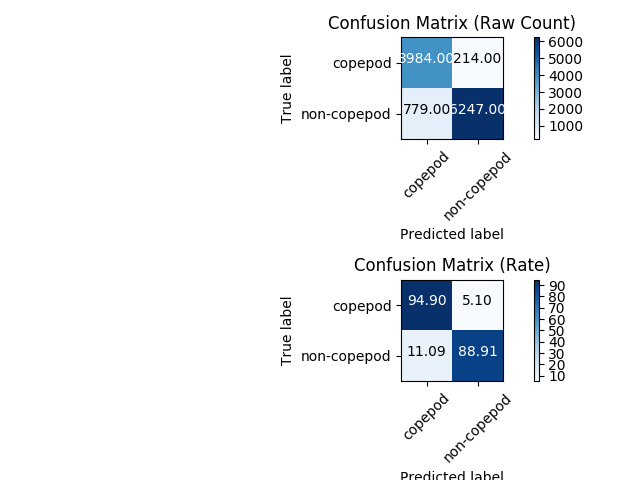 Confusion Matrix (Raw Count)
True label
copepod
3984.00
214.00
non-copepod
779.00
6247.00
copepod
non-copepod
Predicted label
6000
5000
4000
3000
2000
1000
Confusion Matrix (Rate)
True label
copepod
94.90
5.10
non-copepod
11.09
88.91
copepod
non-copepod
Predicted label
90
80
70
60
50
40
30
20
10